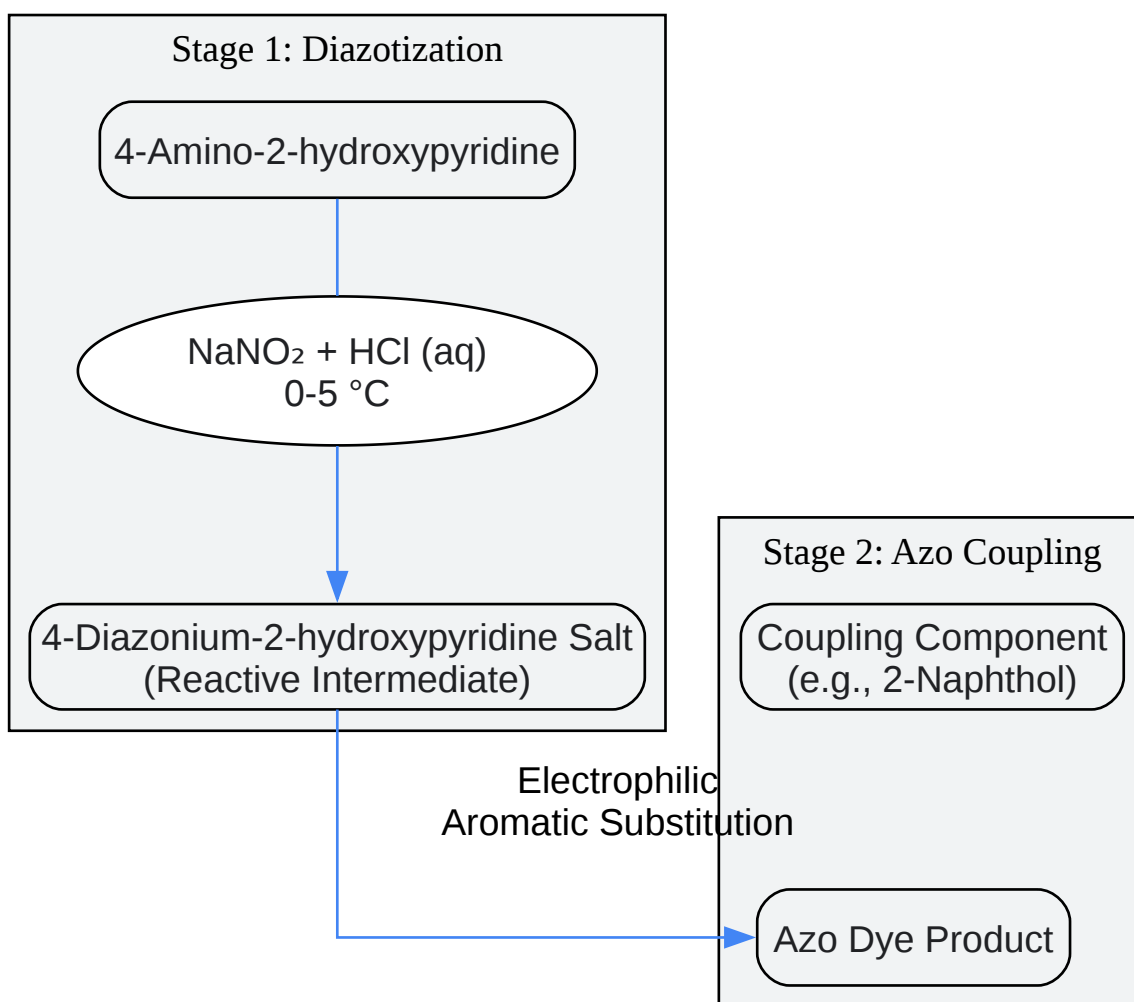 Stage 1: Diazotization
4-Amino-2-hydroxypyridine
NaNO₂ + HCl (aq)
0-5 °C
4-Diazonium-2-hydroxypyridine Salt
(Reactive Intermediate)
Stage 2: Azo Coupling
Coupling Component
(e.g., 2-Naphthol)
Electrophilic
Aromatic Substitution
Azo Dye Product